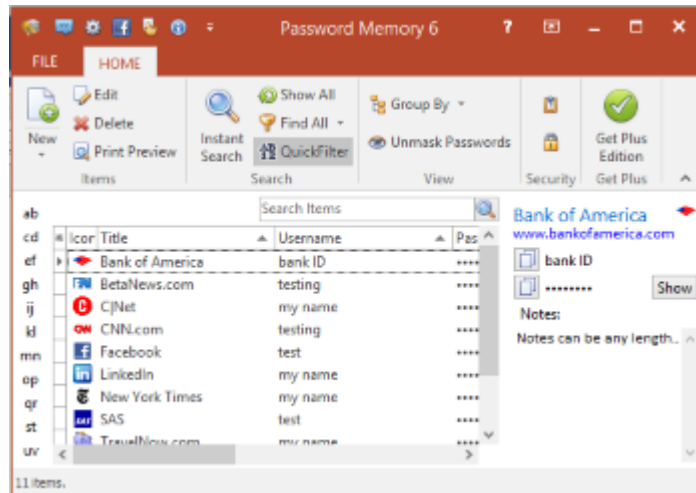 Password Memory 6
?
FILE
HOME
New
Edit
Delete
Print Preview
Items
Instant Search
Show All
Find All
QuickFilter
Search
Group By
Unmask Passwords
View
Security
Get Plus Edition
Get Plus
ab
cd
ef
gh
ij
kl
mn
op
qr
st
uv
Search Items
Icon Title Username Pas
Bank of America bank ID ••••
BetaNews.com testing ••••
C|Net my name ••••
CNN.com testing ••••
Facebook test ••••
LinkedIn my name ••••
New York Times my name ••••
SAS test ••••
TravelNow.com my name ••••
Bank of America
www.bankofamerica.com
bank ID
•••••••• Show
Notes:
Notes can be any length..
11 items.